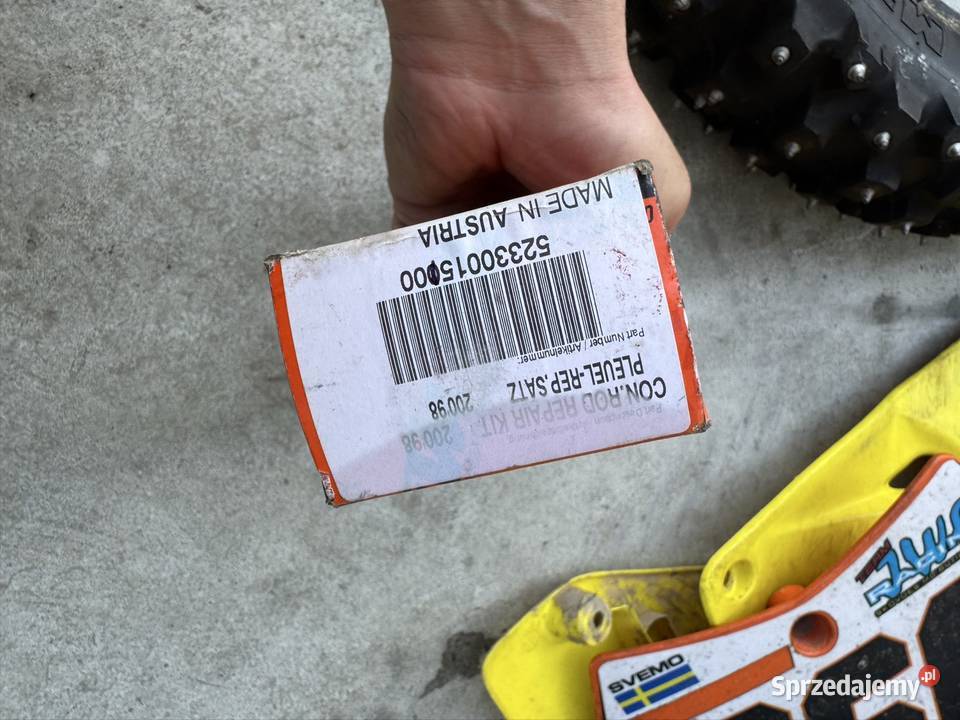 CON.ROD REPAIR KIT 200'98
PLEUEL-REP.SATZ 200'98
Part Number / Artikelnummer:
52330015000
MADE IN AUSTRIA
SVEMO
Sprzedajemy.pl